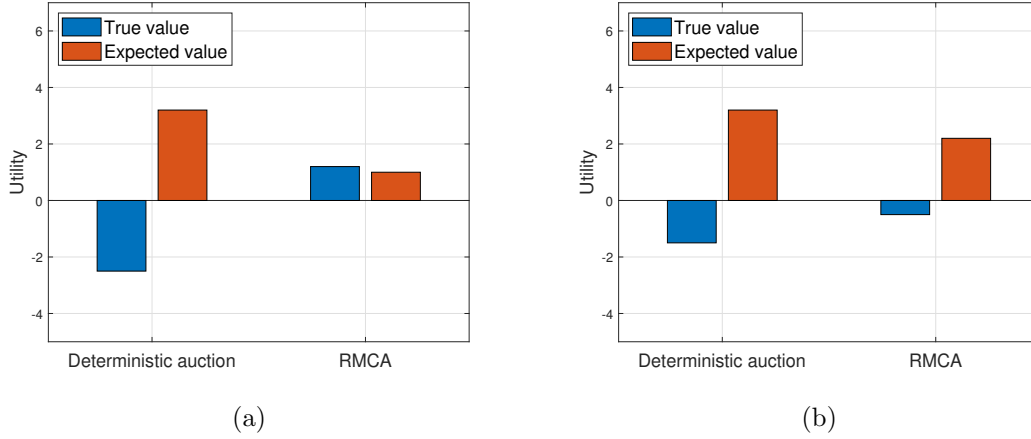 True value
Expected value
6
4
2
0
-2
-4
Utility
Deterministic auction
RMCA
(a)
True value
Expected value
6
4
2
0
-2
-4
Utility
Deterministic auction
RMCA
(b)